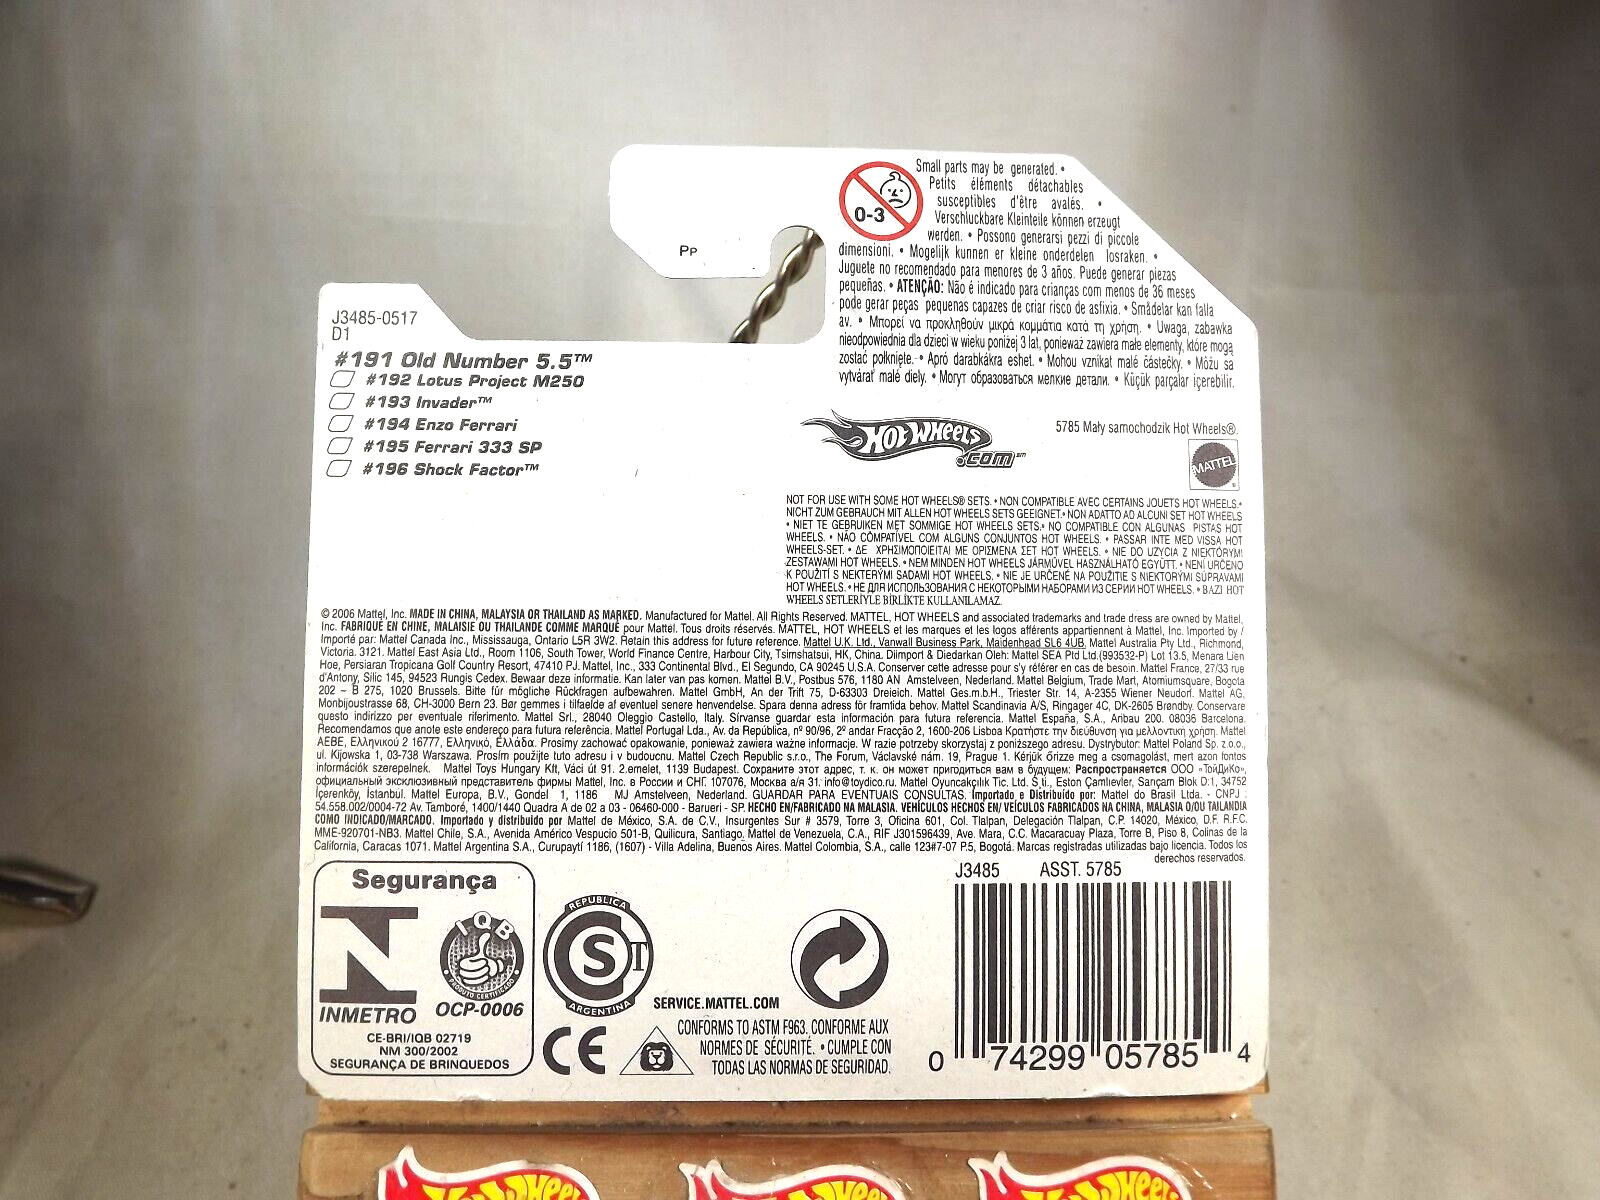 Pp
0-3
Small parts may be generated. •
Petits éléments détachables
susceptibles d'être avalés. •
Verschluckbare Kleinteile können erzeugt
werden. • Possono generarsi pezzi di piccole
dimensioni. • Mogelijk kunnen er kleine onderdelen losraken. •
Juguete no recomendado para menores de 3 años. Puede generar piezas
pequeñas. • ATENÇÃO: Não é indicado para crianças com menos de 36 meses
pode gerar peças pequenas capazes de criar risco de asfixia. • Smådelar kan falla
av. • Μπορεί να προκληθούν μικρά κομμάτια κατά τη χρήση. • Uwaga, zabawka
nieodpowiednia dla dzieci w wieku poniżej 3 lat, ponieważ zawiera małe elementy, które mogą
zostać połknięte. • Apró darabkákra eshet. • Mohou vznikat malé částečky. • Môžu sa
vytvárať malé diely. • Могут образоваться мелкие детали. • Küçük parçalar içerebilir.
J3485-0517
D1
#191 Old Number 5.5™
#192 Lotus Project M250
#193 Invader™
#194 Enzo Ferrari
#195 Ferrari 333 SP
#196 Shock Factor™
HOT WHEELS
.com℠
5785 Mały samochodzik Hot Wheels®.
MATTEL
NOT FOR USE WITH SOME HOT WHEELS® SETS. • NON COMPATIBLE AVEC CERTAINS JOUETS HOT WHEELS.•
NICHT ZUM GEBRAUCH MIT ALLEN HOT WHEELS SETS GEEIGNET.• NON ADATTO AD ALCUNI SET HOT WHEELS
• NIET TE GEBRUIKEN MET SOMMIGE HOT WHEELS SETS.• NO COMPATIBLE CON ALGUNAS PISTAS HOT
WHEELS. • NÃO COMPATÍVEL COM ALGUNS CONJUNTOS HOT WHEELS. • PASSAR INTE MED VISSA HOT
WHEELS-SET. • ΔΕ ΧΡΗΣΙΜΟΠΟΙΕΙΤΑΙ ΜΕ ΟΡΙΣΜΕΝΑ ΣΕΤ HOT WHEELS. • NIE DO UŻYCIA Z NIEKTÓRYMI
ZESTAWAMI HOT WHEELS. • NEM MINDEN HOT WHEELS JÁRMŰVEL HASZNÁLHATÓ EGYÜTT. • NENÍ URČENO
K POUŽITÍ S NEKTERÝMI SADAMI HOT WHEELS. • NIE JE URČENÉ NA POUŽITIE S NIEKTORÝMI SÚPRAVAMI
HOT WHEELS. • НЕ ДЛЯ ИСПОЛЬЗОВАНИЯ С НЕКОТОРЫМИ НАБОРАМИ ИЗ СЕРИИ HOT WHEELS. • BAZI HOT
WHEELS SETLERİYLE BİRLİKTE KULLANILAMAZ.
© 2006 Mattel, Inc. MADE IN CHINA, MALAYSIA OR THAILAND AS MARKED. Manufactured for Mattel. All Rights Reserved. MATTEL, HOT WHEELS and associated trademarks and trade dress are owned by Mattel,
Inc. FABRIQUÉ EN CHINE, MALAISIE OU THAÏLANDE COMME MARQUÉ pour Mattel. Tous droits réservés. MATTEL, HOT WHEELS et les marques et les logos afférents appartiennent à Mattel, Inc. Imported by /
Importé par: Mattel Canada Inc., Mississauga, Ontario L5R 3W2. Retain this address for future reference. Mattel U.K. Ltd., Vanwall Business Park, Maidenhead SL6 4UB. Mattel Australia Pty Ltd., Richmond,
Victoria. 3121. Mattel East Asia Ltd., Room 1106, South Tower, World Finance Centre, Harbour City, Tsimshatsui, HK, China. Diimport & Diedarkan Oleh: Mattel SEA Ptd Ltd.(993532-P) Lot 13.5, Menara Lien
Hoe, Persiaran Tropicana Golf Country Resort, 47410 PJ. Mattel, Inc., 333 Continental Blvd., El Segundo, CA 90245 U.S.A. Conserver cette adresse pour s'y référer en cas de besoin. Mattel France, 27/33 rue
d'Antony, Silic 145, 94523 Rungis Cedex. Bewaar deze informatie. Kan later van pas komen. Mattel B.V., Postbus 576, 1180 AN Amstelveen, Nederland. Mattel Belgium, Trade Mart, Atomiumsquare, Bogota
202 - B 275, 1020 Brussels. Bitte für mögliche Rückfragen aufbewahren. Mattel GmbH, An der Trift 75, D-63303 Dreieich. Mattel Ges.m.b.H., Triester Str. 14, A-2355 Wiener Neudorf. Mattel AG,
Monbijoustrasse 68, CH-3000 Bern 23. Bør gemmes i tilfælde af eventuel senere henvendelse. Spara denna adress för framtida behov. Mattel Scandinavia A/S, Ringager 4C, DK-2605 Brøndby. Conservare
questo indirizzo per eventuale riferimento. Mattel Srl., 28040 Oleggio Castello, Italy. Sírvanse guardar esta información para futura referencia. Mattel España, S.A., Aribau 200. 08036 Barcelona.
Recomendamos que anote este endereço para futura referência. Mattel Portugal Lda., Av. da República, nº 90/96, 2º andar Fracção 2, 1600-206 Lisboa Κρατήστε την διεύθυνση για μελλοντική χρήση. Mattel
AEBE, Ελληνικού 2 16777, Ελληνικό, Ελλάδα. Prosimy zachować opakowanie, ponieważ zawiera ważne informacje. W razie potrzeby skorzystaj z poniższego adresu. Dystrybutor: Mattel Poland Sp. z.o.o.,
ul. Kijowska 1, 03-738 Warszawa. Prosím použijte tuto adresu i v budoucnu. Mattel Czech Republic s.r.o., The Forum, Václavské nám. 19, Prague 1. Kérjük őrizze meg a csomagolást, mert azon fontos
információk szerepelnek. Mattel Toys Hungary Kft, Váci út 91. 2.emelet, 1139 Budapest. Сохраните этот адрес, т. к. он может пригодиться вам в будущем: Распространяется ООО «ТойДиКо»,
официальный эксклюзивный представитель фирмы Mattel, Inc. в России и СНГ. 107076, Москва а/я 31. info@toydico.ru. Mattel Oyuncakçılık Tic. Ltd. Şti., Eston Çamlıevler, Sarıçam Blok D:1, 34752
İçerenköy, İstanbul. Mattel Europa, B.V., Gondel 1, 1186 MJ Amstelveen, Nederland. GUARDAR PARA EVENTUAIS CONSULTAS. Importado e Distribuído por: Mattel do Brasil Ltda. - CNPJ :
54.558.002/0004-72 Av. Tamboré, 1400/1440 Quadra A de 02 a 03 - 06460-000 - Barueri - SP. HECHO EN/FABRICADO NA MALASIA. VEHÍCULOS HECHOS EN/ VEÍCULOS FABRICADOS NA CHINA, MALASIA O/OU TAILANDIA
COMO INDICADO/MARCADO. Importado y distribuido por Mattel de México, S.A. de C.V., Insurgentes Sur # 3579, Torre 3, Oficina 601, Col. Tlalpan, Delegación Tlalpan, C.P. 14020, México, D.F. R.F.C.
MME-920701-NB3. Mattel Chile, S.A., Avenida Américo Vespucio 501-B, Quilicura, Santiago. Mattel de Venezuela, C.A., RIF J301596439, Ave. Mara, C.C. Macaracuay Plaza, Torre B, Piso 8, Colinas de la
California, Caracas 1071. Mattel Argentina S.A., Curupaytí 1186, (1607) - Villa Adelina, Buenos Aires. Mattel Colombia, S.A., calle 123#7-07 P.5, Bogotá. Marcas registradas utilizadas bajo licencia. Todos los
derechos reservados.
Segurança
INMETRO
IQB
PRODUTO CERTIFICADO
OCP-0006
CE-BRI/IQB 02719
NM 300/2002
SEGURANÇA DE BRINQUEDOS
REPUBLICA
S T
ARGENTINA
CE
SERVICE.MATTEL.COM
CONFORMS TO ASTM F963. CONFORME AUX
NORMES DE SÉCURITÉ. • CUMPLE CON
TODAS LAS NORMAS DE SEGURIDAD.
J3485 ASST. 5785
0 74299 05785 4
Hot Wheels
Hot Wheels
Hot Wheels